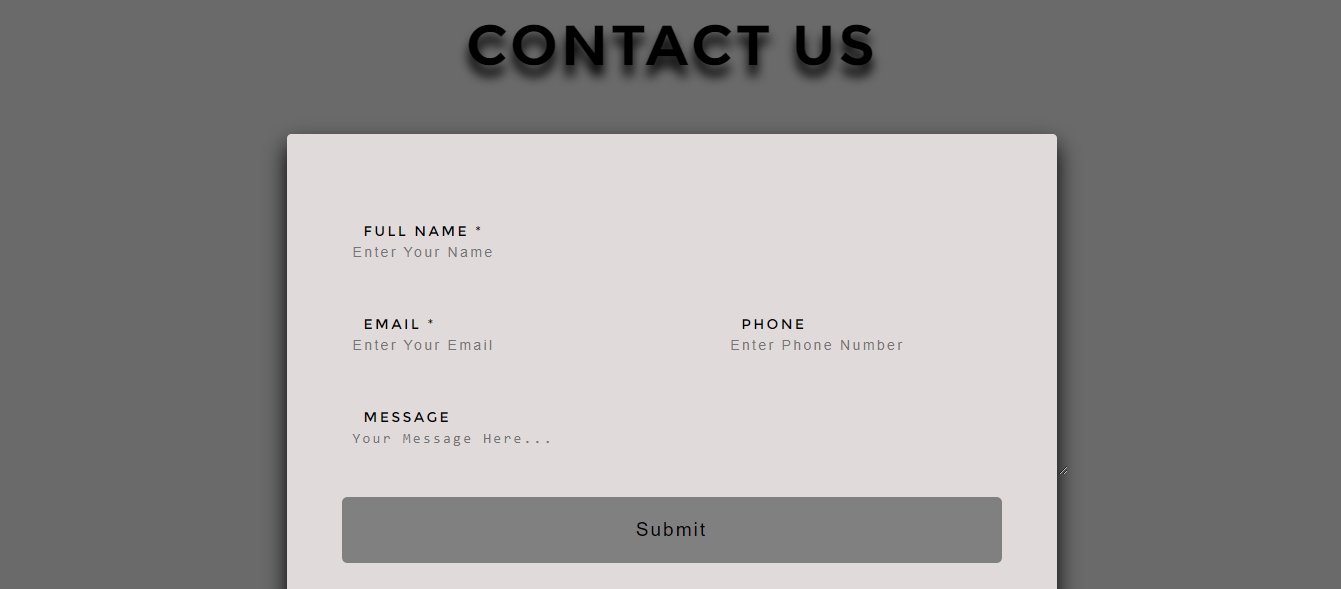 CONTACT US
FULL NAME *
Enter Your Name
EMAIL *
PHONE
Enter Your Email
Enter Phone Number
MESSAGE
Your Message Here...
Submit